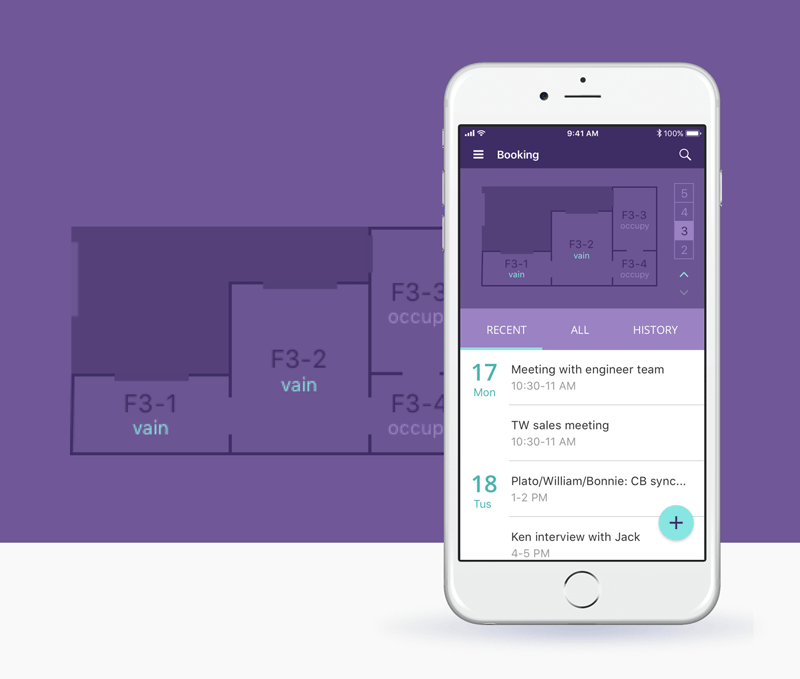 F3-1
vain
F3-2
vain
F3-3
occup
F3-4
occup
9:41 AM
100%
Booking
F3-1
vain
F3-2
vain
F3-3
occupy
F3-4
occupy
5
4
3
2
RECENT
ALL
HISTORY
17
Mon
Meeting with engineer team
10:30-11 AM
TW sales meeting
10:30-11 AM
18
Tus
Plato/William/Bonnie: CB sync...
1-2 PM
Ken interview with Jack
4-5 PM
+